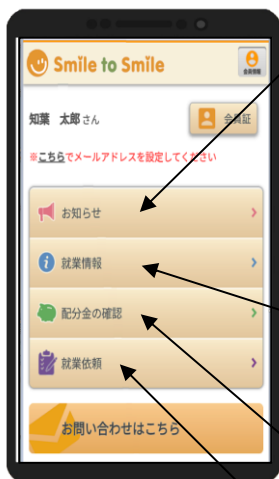 Smile to Smile
会員情報
知葉 太郎 さん
会員証
※こちらでメールアドレスを設定してください
お知らせ
就業情報
配分金の確認
就業依頼
お問い合わせはこちら